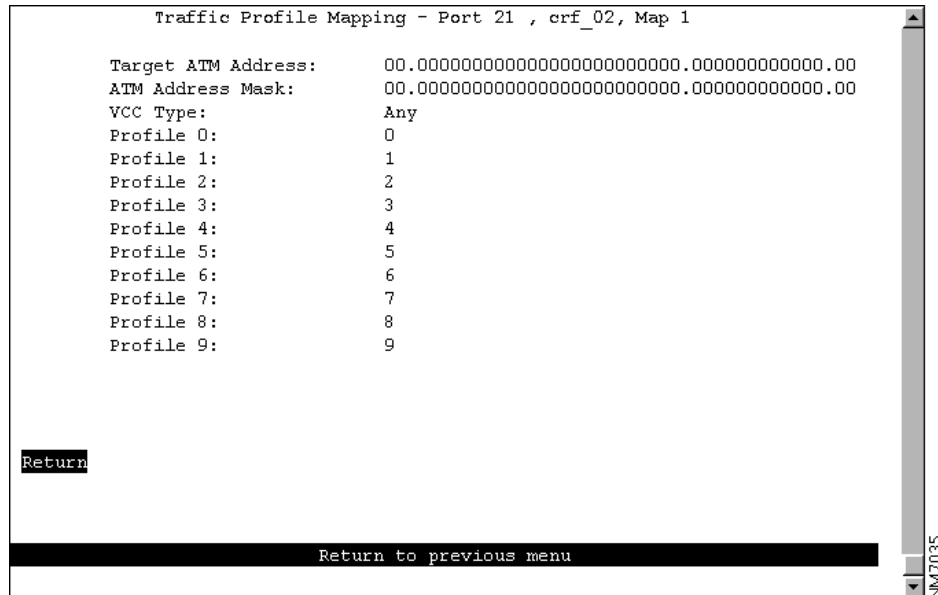 Traffic Profile Mapping - Port 21 , crf_02, Map 1
Target ATM Address: 00.00000000000000000000000.000000000000.00
ATM Address Mask: 00.00000000000000000000000.000000000000.00
VCC Type: Any
Profile 0: 0
Profile 1: 1
Profile 2: 2
Profile 3: 3
Profile 4: 4
Profile 5: 5
Profile 6: 6
Profile 7: 7
Profile 8: 8
Profile 9: 9
Return
Return to previous menu
NM7035